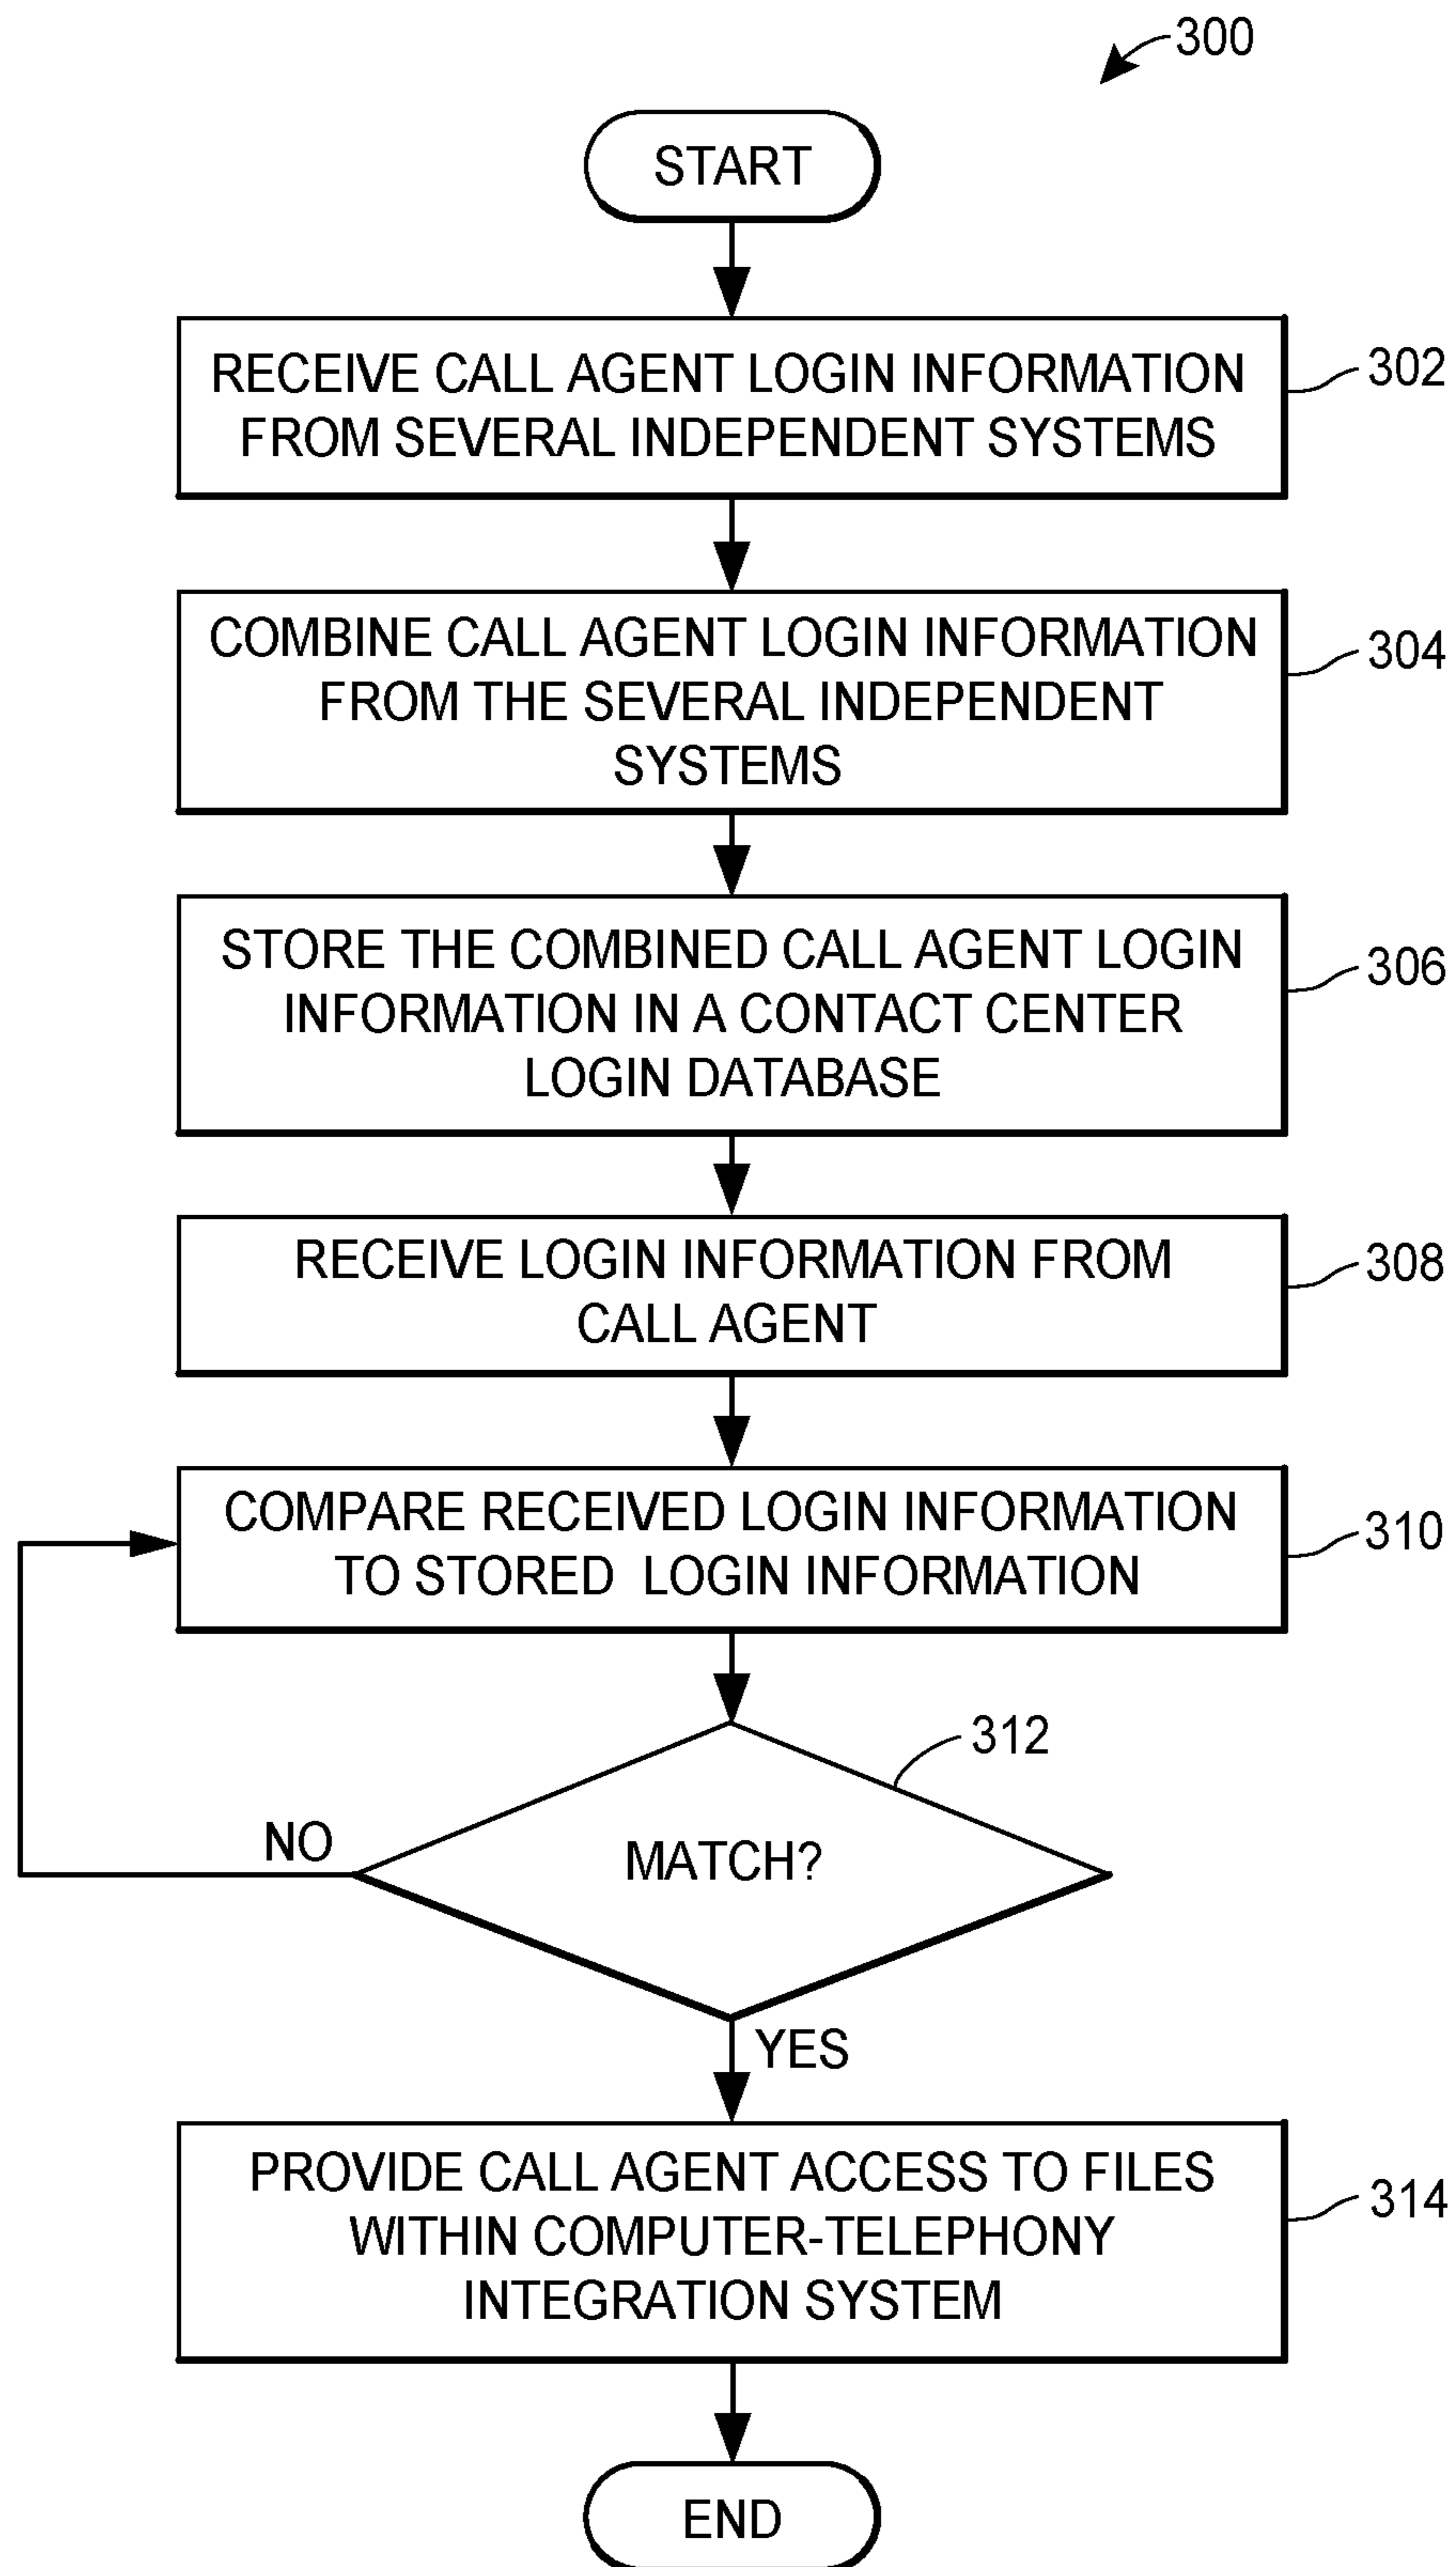 300
START
RECEIVE CALL AGENT LOGIN INFORMATION
FROM SEVERAL INDEPENDENT SYSTEMS
302
COMBINE CALL AGENT LOGIN INFORMATION
FROM THE SEVERAL INDEPENDENT
SYSTEMS
304
STORE THE COMBINED CALL AGENT LOGIN
INFORMATION IN A CONTACT CENTER
LOGIN DATABASE
306
RECEIVE LOGIN INFORMATION FROM
CALL AGENT
308
COMPARE RECEIVED LOGIN INFORMATION
TO STORED LOGIN INFORMATION
310
312
MATCH?
NO
YES
PROVIDE CALL AGENT ACCESS TO FILES
WITHIN COMPUTER-TELEPHONY
INTEGRATION SYSTEM
314
END